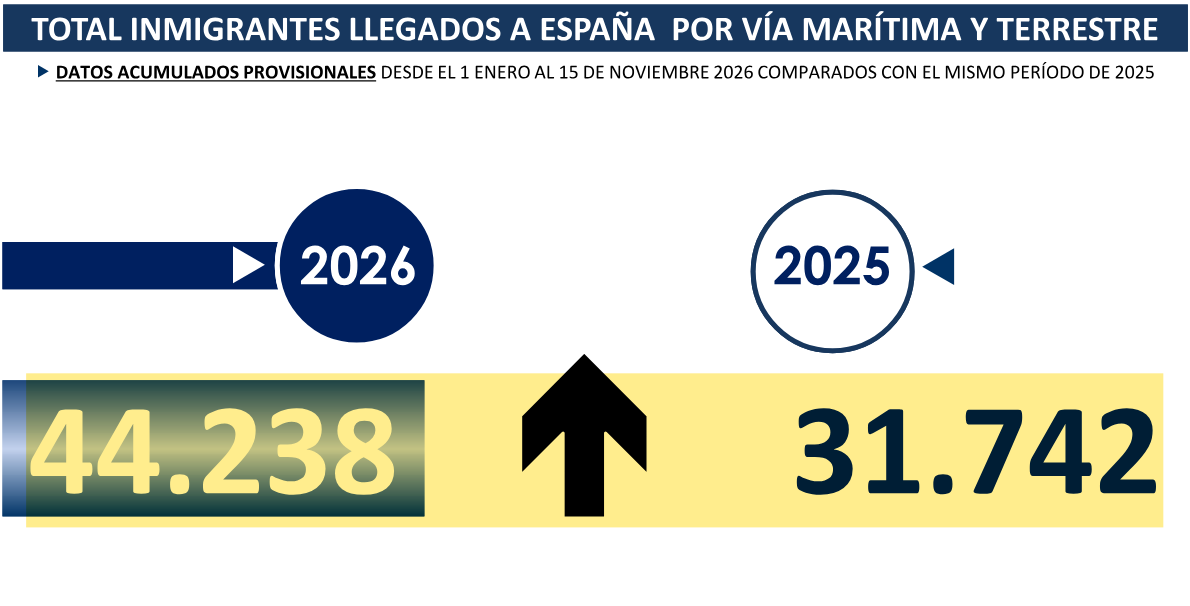 TOTAL INMIGRANTES LLEGADOS A ESPAÑA POR VÍA MARÍTIMA Y TERRESTRE
DATOS ACUMULADOS PROVISIONALES DESDE EL 1 ENERO AL 15 DE NOVIEMBRE 2026 COMPARADOS CON EL MISMO PERÍODO DE 2025
2026 2025
44.238 31.742